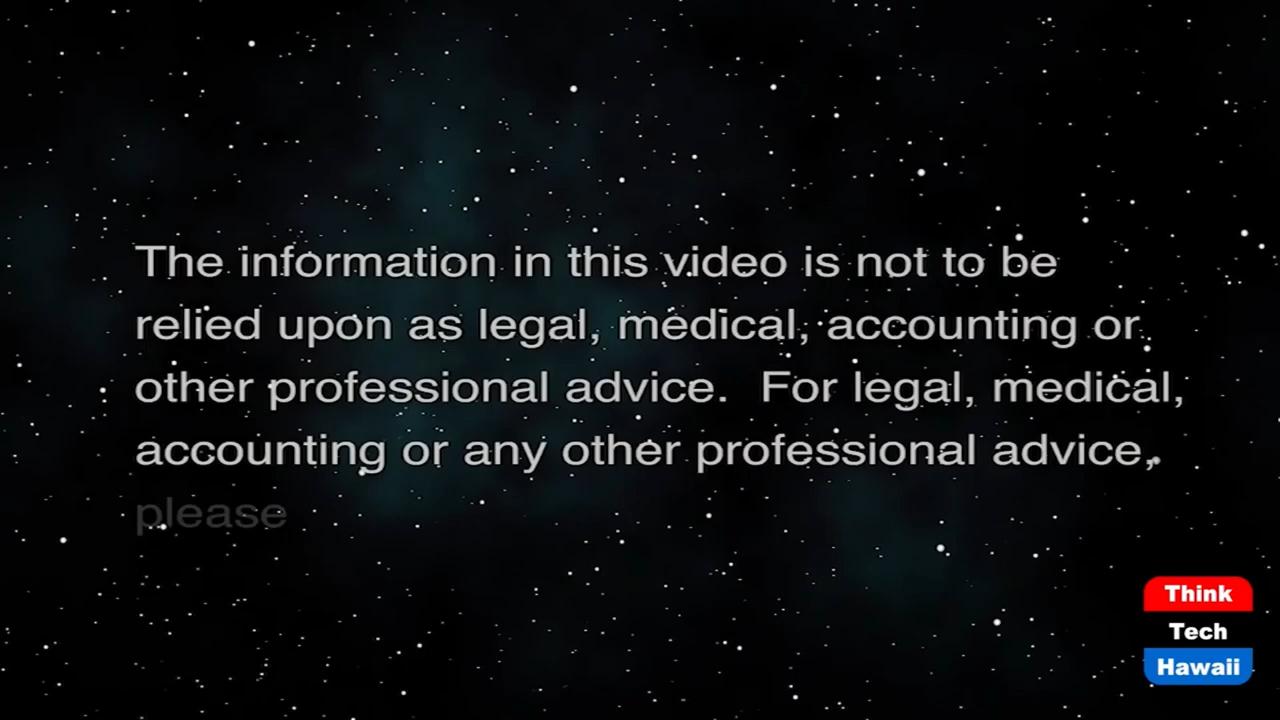 The information in this video is not to be
relied upon as legal, medical, accounting or
other professional advice.  For legal, medical,
accounting or any other professional advice,
please
Think
Tech
Hawaii